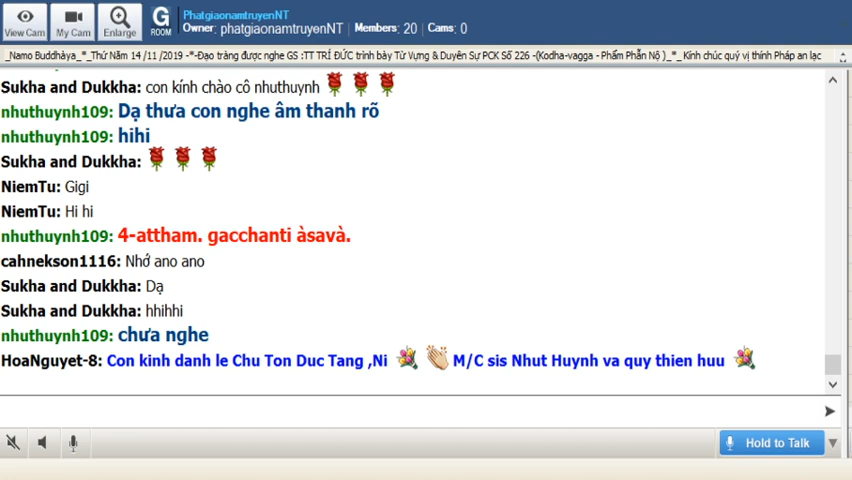 View Cam
My Cam
Enlarge
G
ROOM
PhatgiaonamtruyenNT
Owner: phatgiaonamtruyenNT | Members: 20 | Cams: 0
_Namo Buddhàya_*_Thứ Năm 14 /11 /2019 -*-Đạo tràng được nghe GS :TT TRÍ ĐỨC trình bày Từ Vựng & Duyên Sự PCK Số 226 -(Kodha-vagga - Phẩm Phẫn Nộ )_*_ Kính chúc quý vị thính Pháp an lạc
Sukha and Dukkha: con kính chào cô nhuthuynh
nhuthuynh109: Dạ thưa con nghe âm thanh rõ
nhuthuynh109: hihi
Sukha and Dukkha:
NiemTu: Gigi
NiemTu: Hi hi
nhuthuynh109: 4-attham. gacchanti àsavà.
cahnekson1116: Nhớ ano ano
Sukha and Dukkha: Dạ
Sukha and Dukkha: hhihhi
nhuthuynh109: chưa nghe
HoaNguyet-8: Con kinh danh le Chu Ton Duc Tang ,Ni M/C sis Nhut Huynh va quy thien huu
Hold to Talk